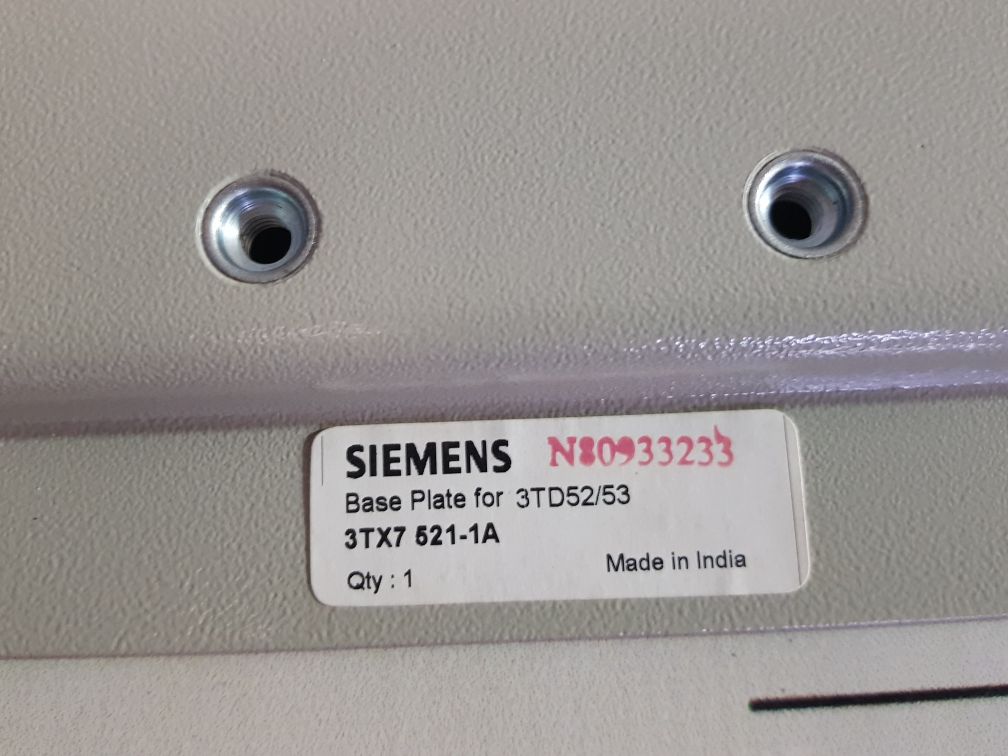 SIEMENS N80933233
Base Plate for 3TD52/53
3TX7 521-1A
Qty : 1 Made in India